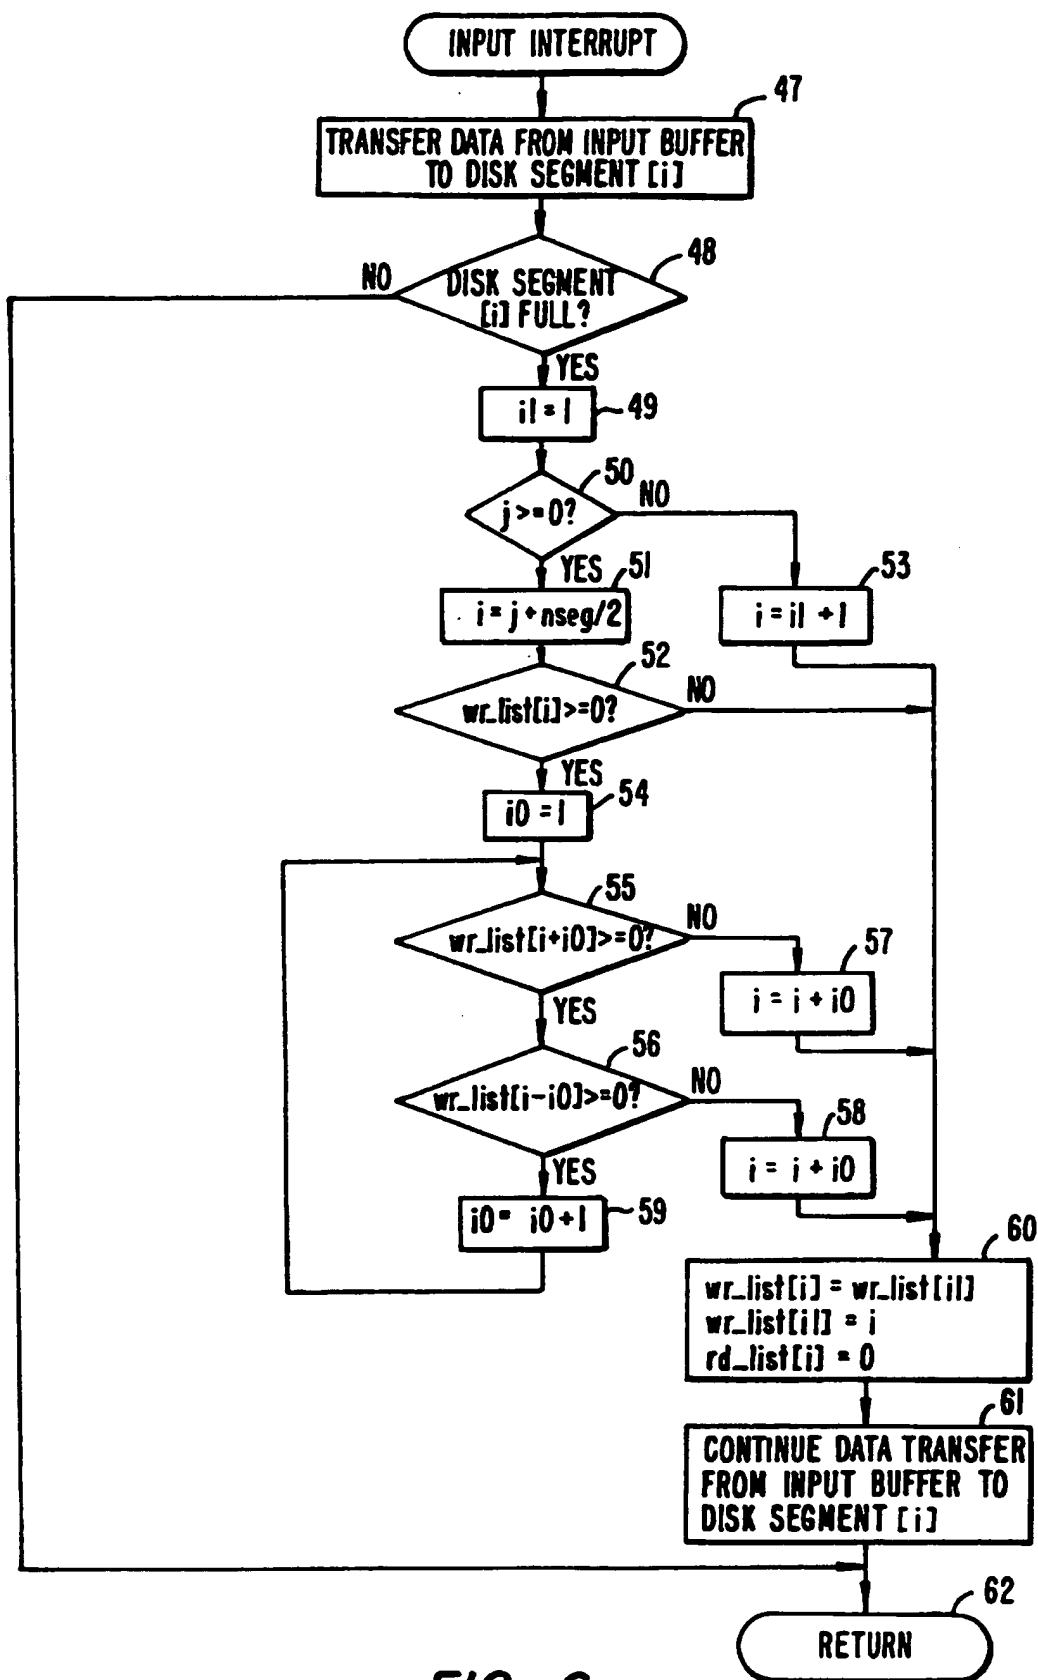 INPUT INTERRUPT
47
TRANSFER DATA FROM INPUT BUFFER
TO DISK SEGMENT [i]
48
NO
DISK SEGMENT
[i] FULL?
YES
i1 = 1
49
50
NO
j>=0?
YES
51
53
i = j + nseg/2
i = i1 + 1
52
NO
wr_list[i]>=0?
YES
54
i0 = 1
55
NO
wr_list[i+i0]>=0?
57
i = i + i0
YES
56
NO
wr_list[i-i0]>=0?
58
i = i + i0
YES
i0 = i0 + 1
59
60
wr_list[i] = wr_list[i1]
wr_list[i1] = i
rd_list[i] = 0
61
CONTINUE DATA TRANSFER
FROM INPUT BUFFER TO
DISK SEGMENT [i]
62
RETURN
FIG.